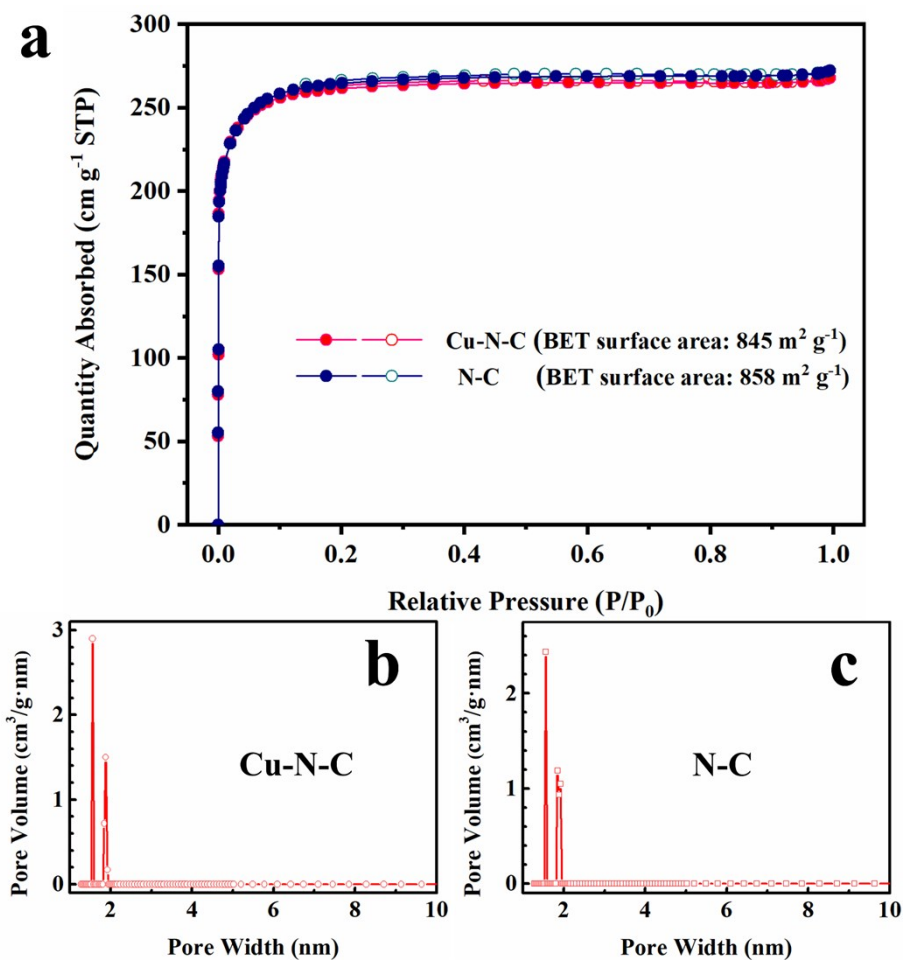 a
300
250
200
150
100
50
0
Quantity Absorbed (cm g⁻¹ STP)
Cu-N-C (BET surface area: 845 m² g⁻¹)
N-C (BET surface area: 858 m² g⁻¹)
0.0 0.2 0.4 0.6 0.8 1.0
Relative Pressure (P/P₀)
b
3
2
1
0
Pore Volume (cm³/g·nm)
Cu-N-C
2 4 6 8 10
Pore Width (nm)
c
2
1
0
Pore Volume (cm³/g·nm)
N-C
2 4 6 8 10
Pore Width (nm)